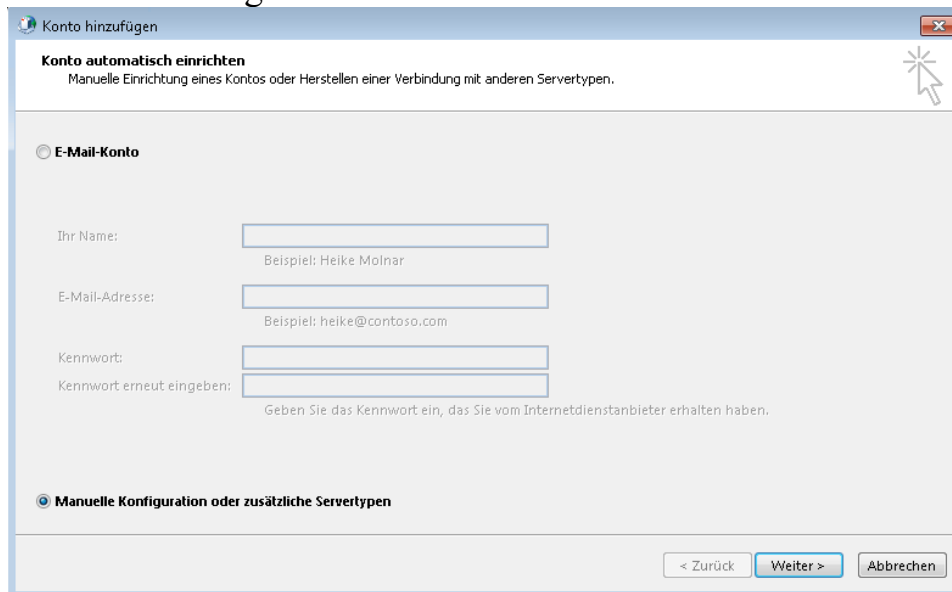 Konto hinzufügen
Konto automatisch einrichten
Manuelle Einrichtung eines Kontos oder Herstellen einer Verbindung mit anderen Servertypen.
E-Mail-Konto
Ihr Name:
Beispiel: Heike Molnar
E-Mail-Adresse:
Beispiel: heike@contoso.com
Kennwort:
Kennwort erneut eingeben:
Geben Sie das Kennwort ein, das Sie vom Internetdienstanbieter erhalten haben.
Manuelle Konfiguration oder zusätzliche Servertypen
< Zurück Weiter > Abbrechen